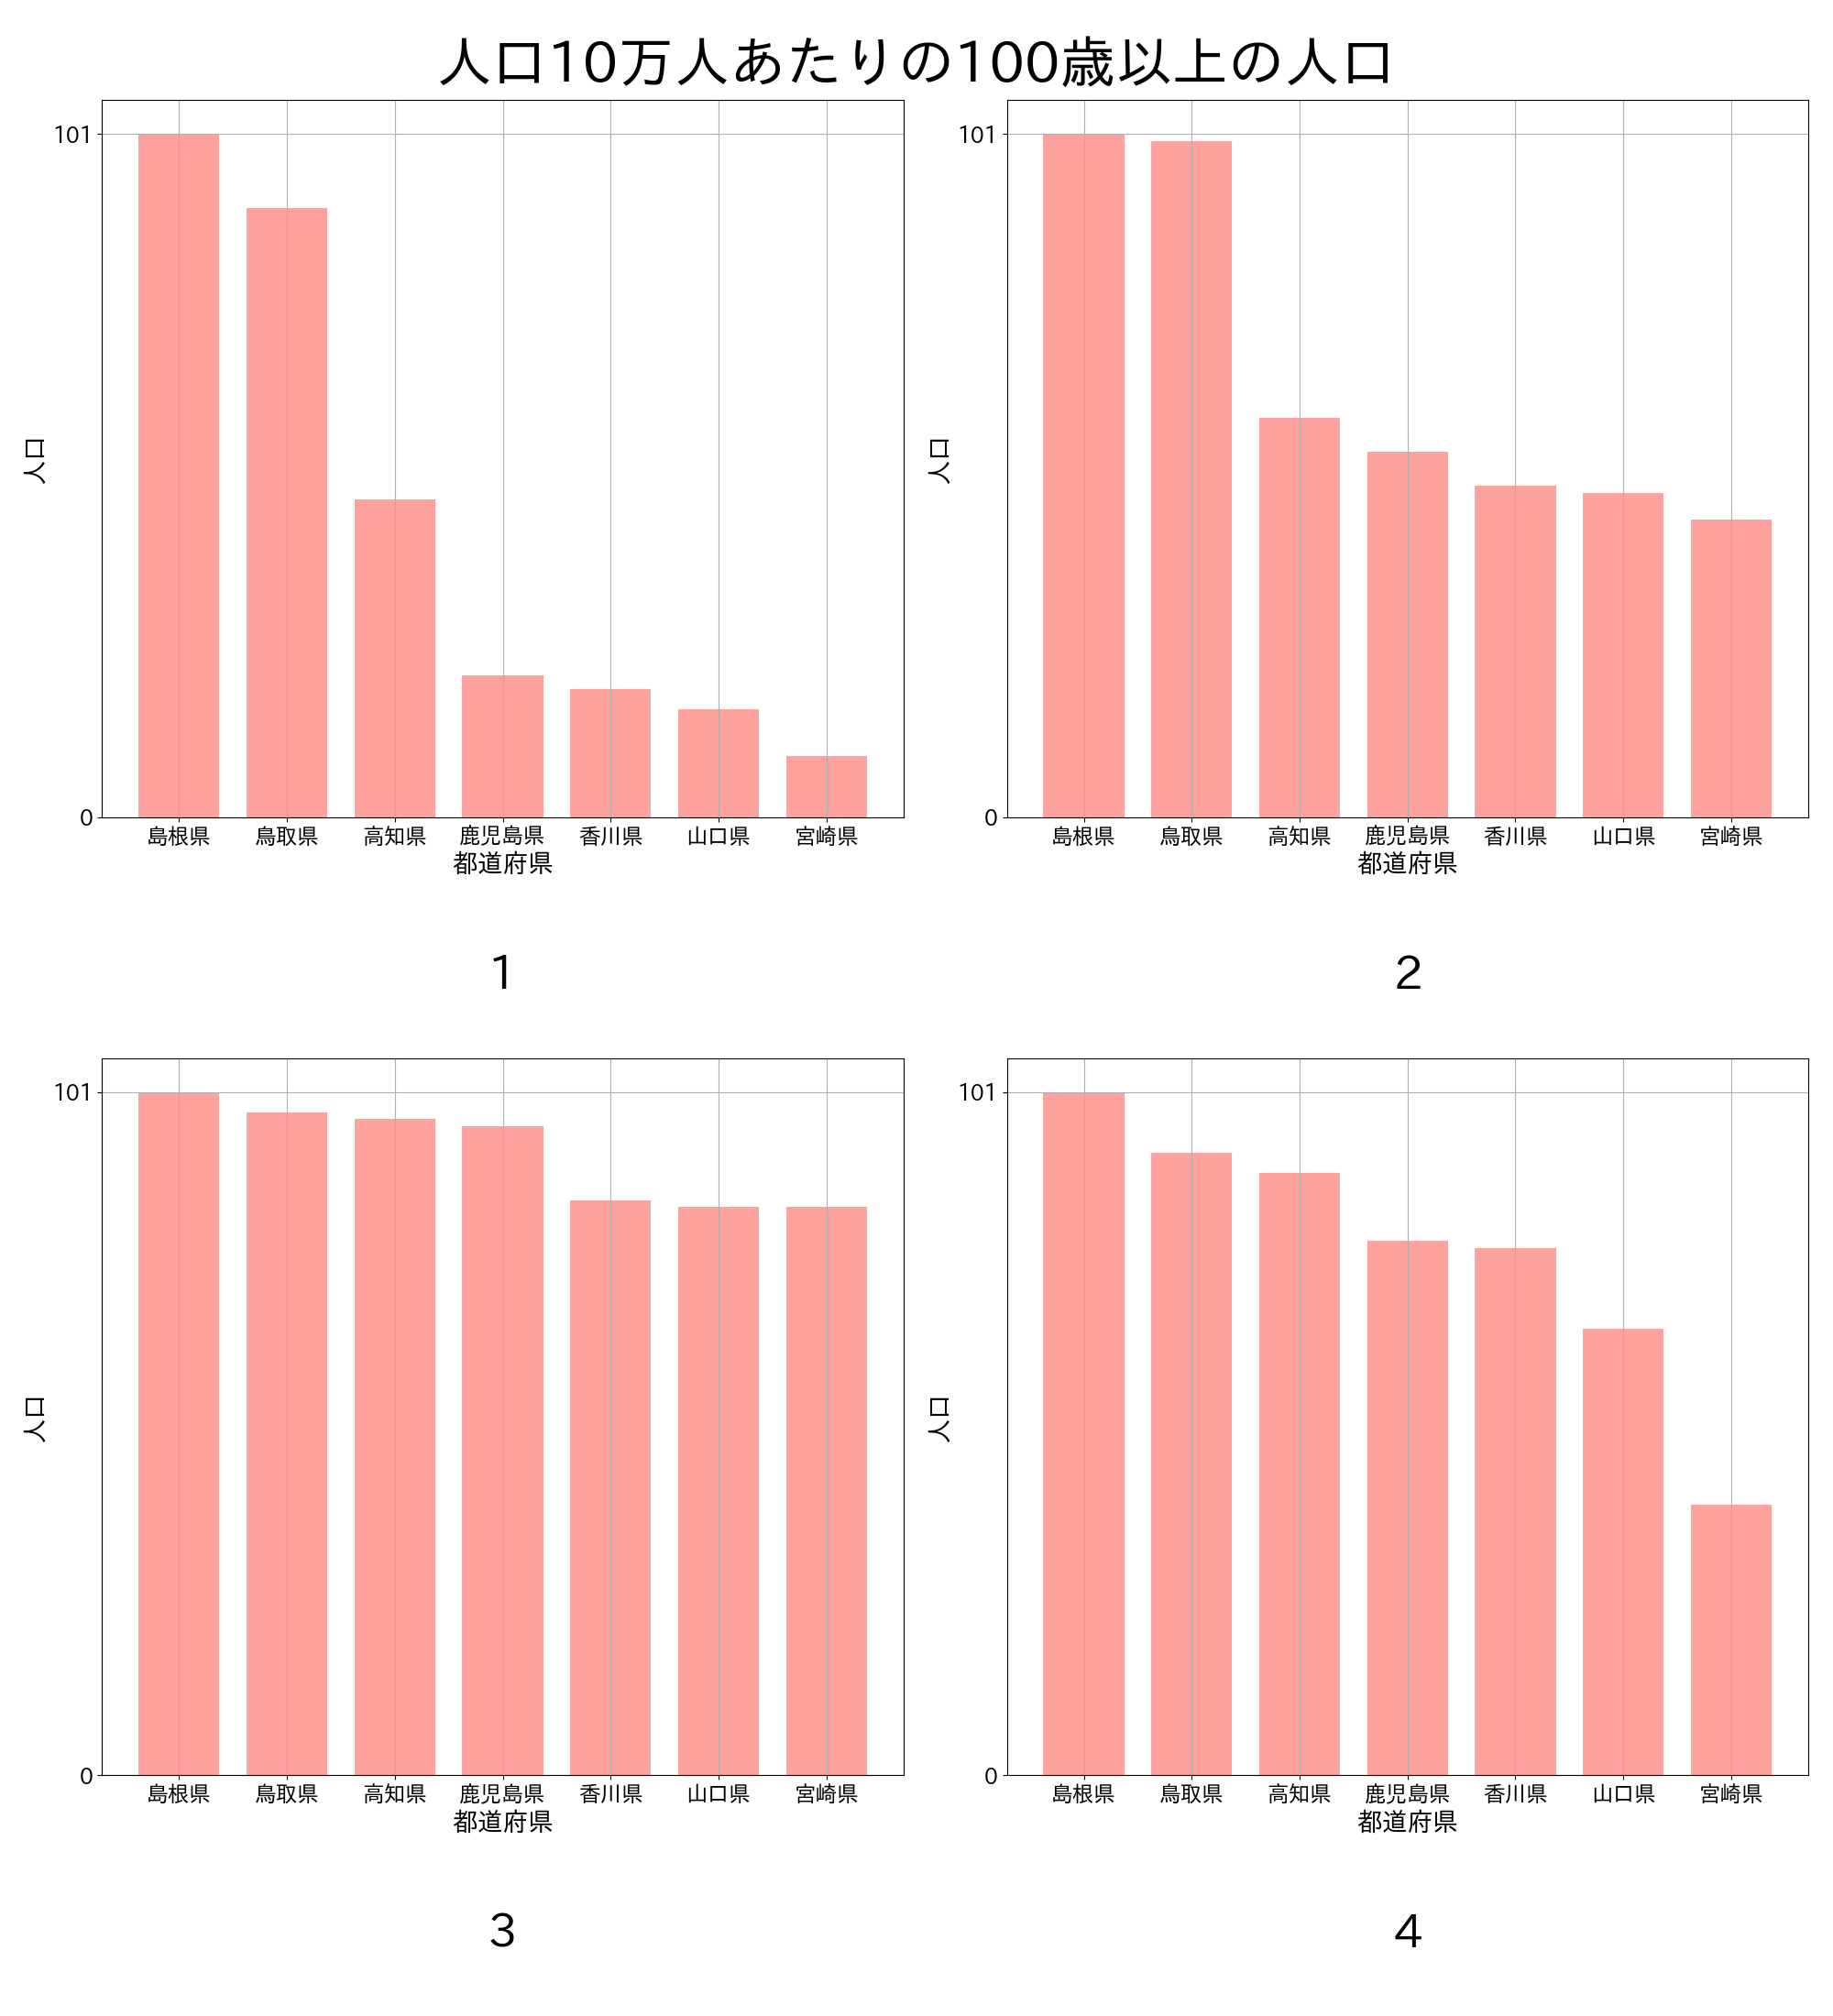 人口10万人あたりの100歳以上の人口
101
0
人口
島根県 鳥取県 高知県 鹿児島県 香川県 山口県 宮崎県
都道府県
1
101
0
人口
島根県 鳥取県 高知県 鹿児島県 香川県 山口県 宮崎県
都道府県
2
101
0
人口
島根県 鳥取県 高知県 鹿児島県 香川県 山口県 宮崎県
都道府県
3
101
0
人口
島根県 鳥取県 高知県 鹿児島県 香川県 山口県 宮崎県
都道府県
4